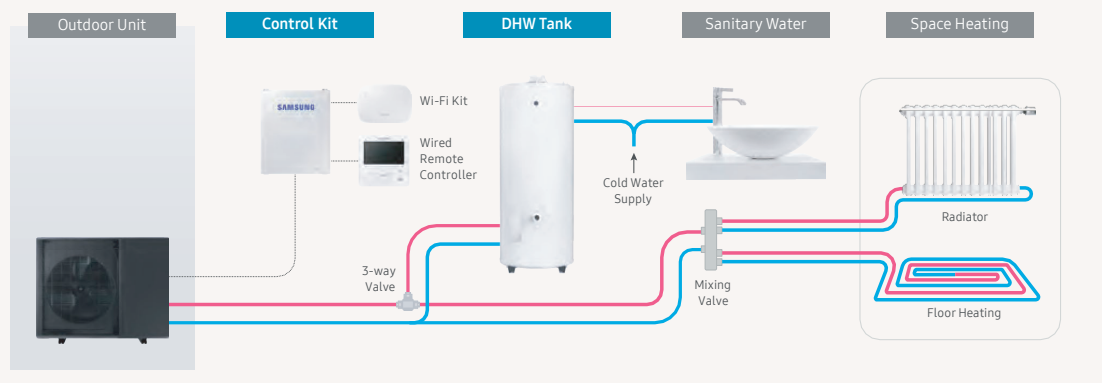 Outdoor Unit
Control Kit
DHW Tank
Sanitary Water
Space Heating
SAMSUNG
Wi-Fi Kit
Wired
Remote
Controller
Cold Water
Supply
Radiator
3-way
Valve
Mixing
Valve
Floor Heating